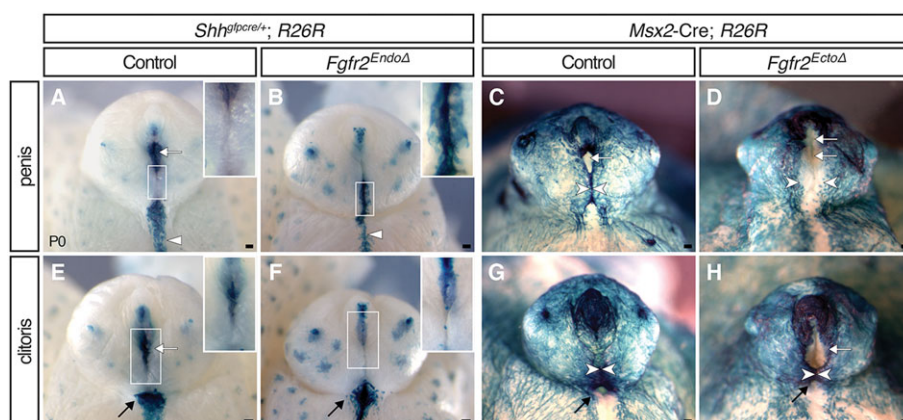 Shh^gfpcre/+; R26R
Msx2-Cre; R26R
Control
Fgfr2^EndoΔ
Control
Fgfr2^EctoΔ
penis
A
B
C
D
P0
clitoris
E
F
G
H